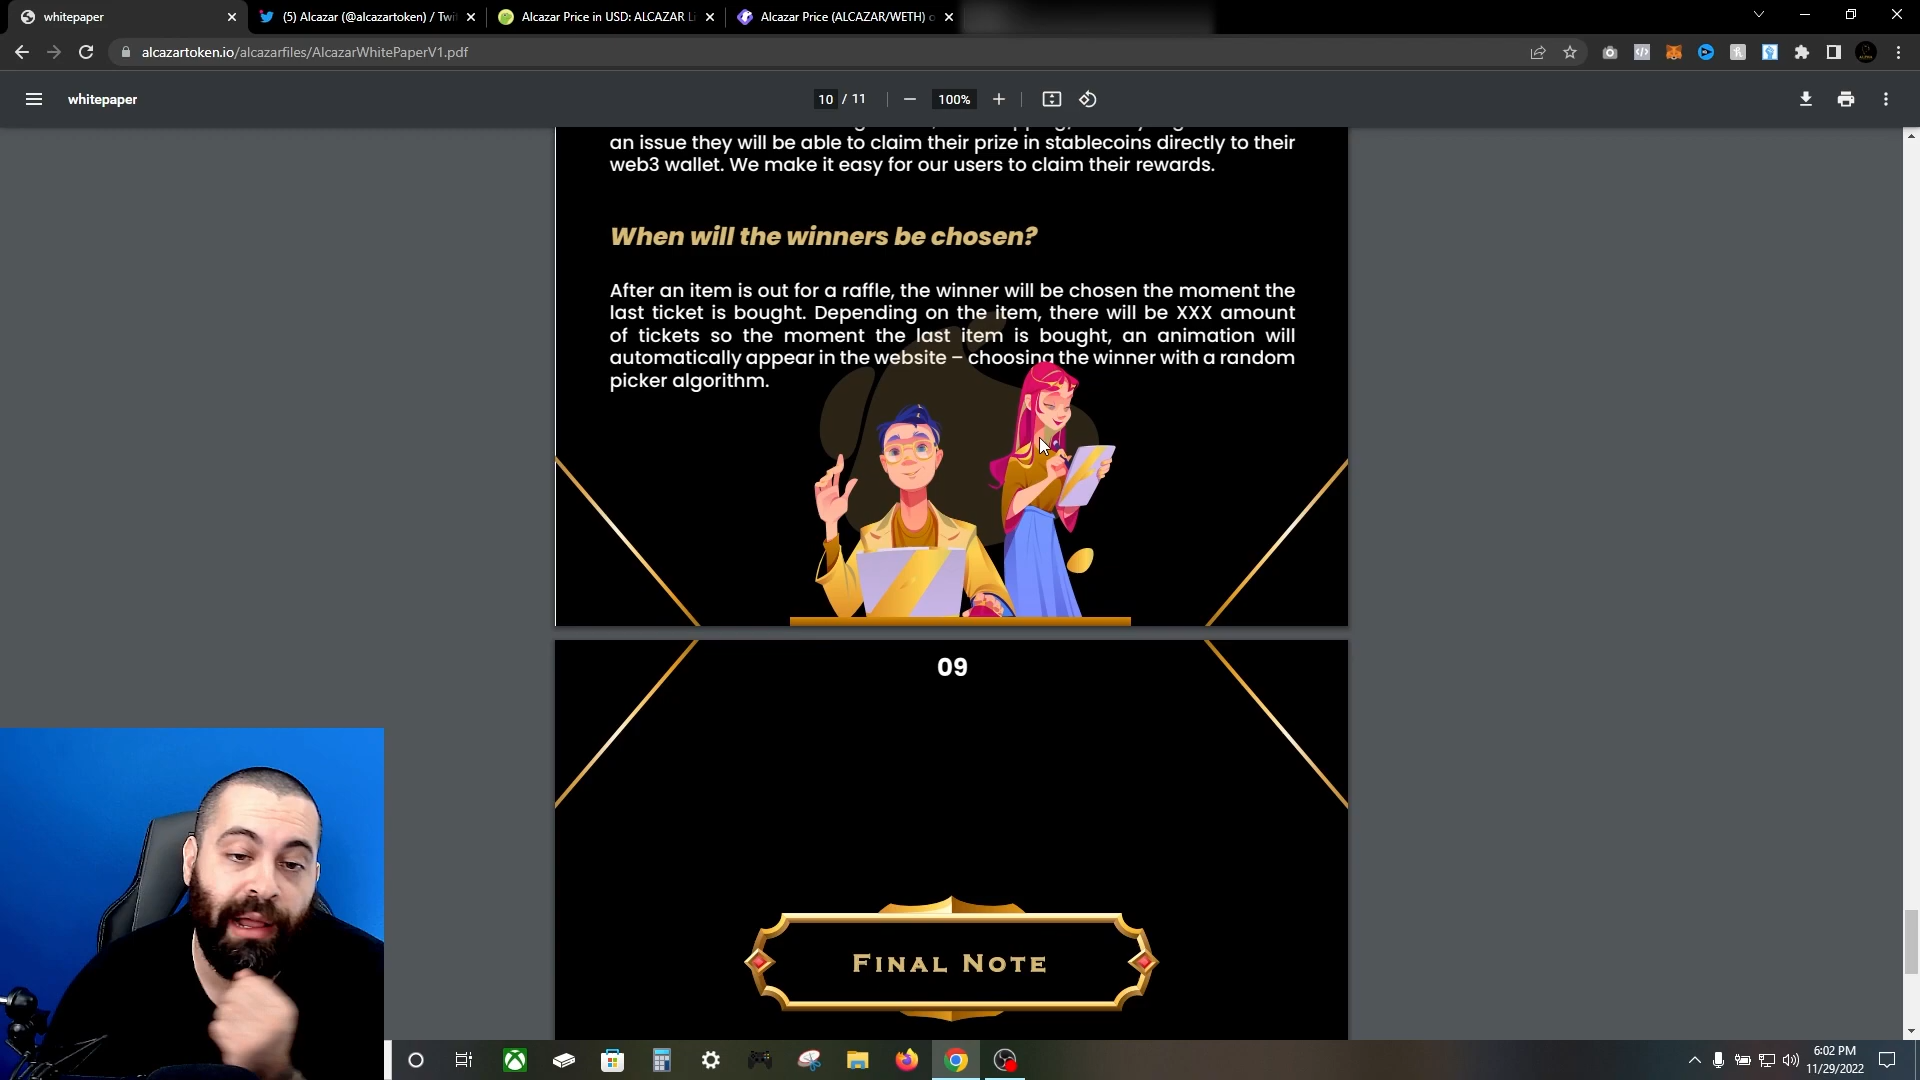 whitepaper
(5) Alcazar (@alcazartoken) / Twi
Alcazar Price in USD: ALCAZAR Li
Alcazar Price (ALCAZAR/WETH) o
alcazartoken.io/alcazarfiles/AlcazarWhitePaperV1.pdf
whitepaper
10 / 11
100%
an issue they will be able to claim their prize in stablecoins directly to their
web3 wallet. We make it easy for our users to claim their rewards.
When will the winners be chosen?
After an item is out for a raffle, the winner will be chosen the moment the
last ticket is bought. Depending on the item, there will be XXX amount
of tickets so the moment the last item is bought, an animation will
automatically appear in the website – choosing the winner with a random
picker algorithm.
09
FINAL NOTE
6:02 PM
11/29/2022